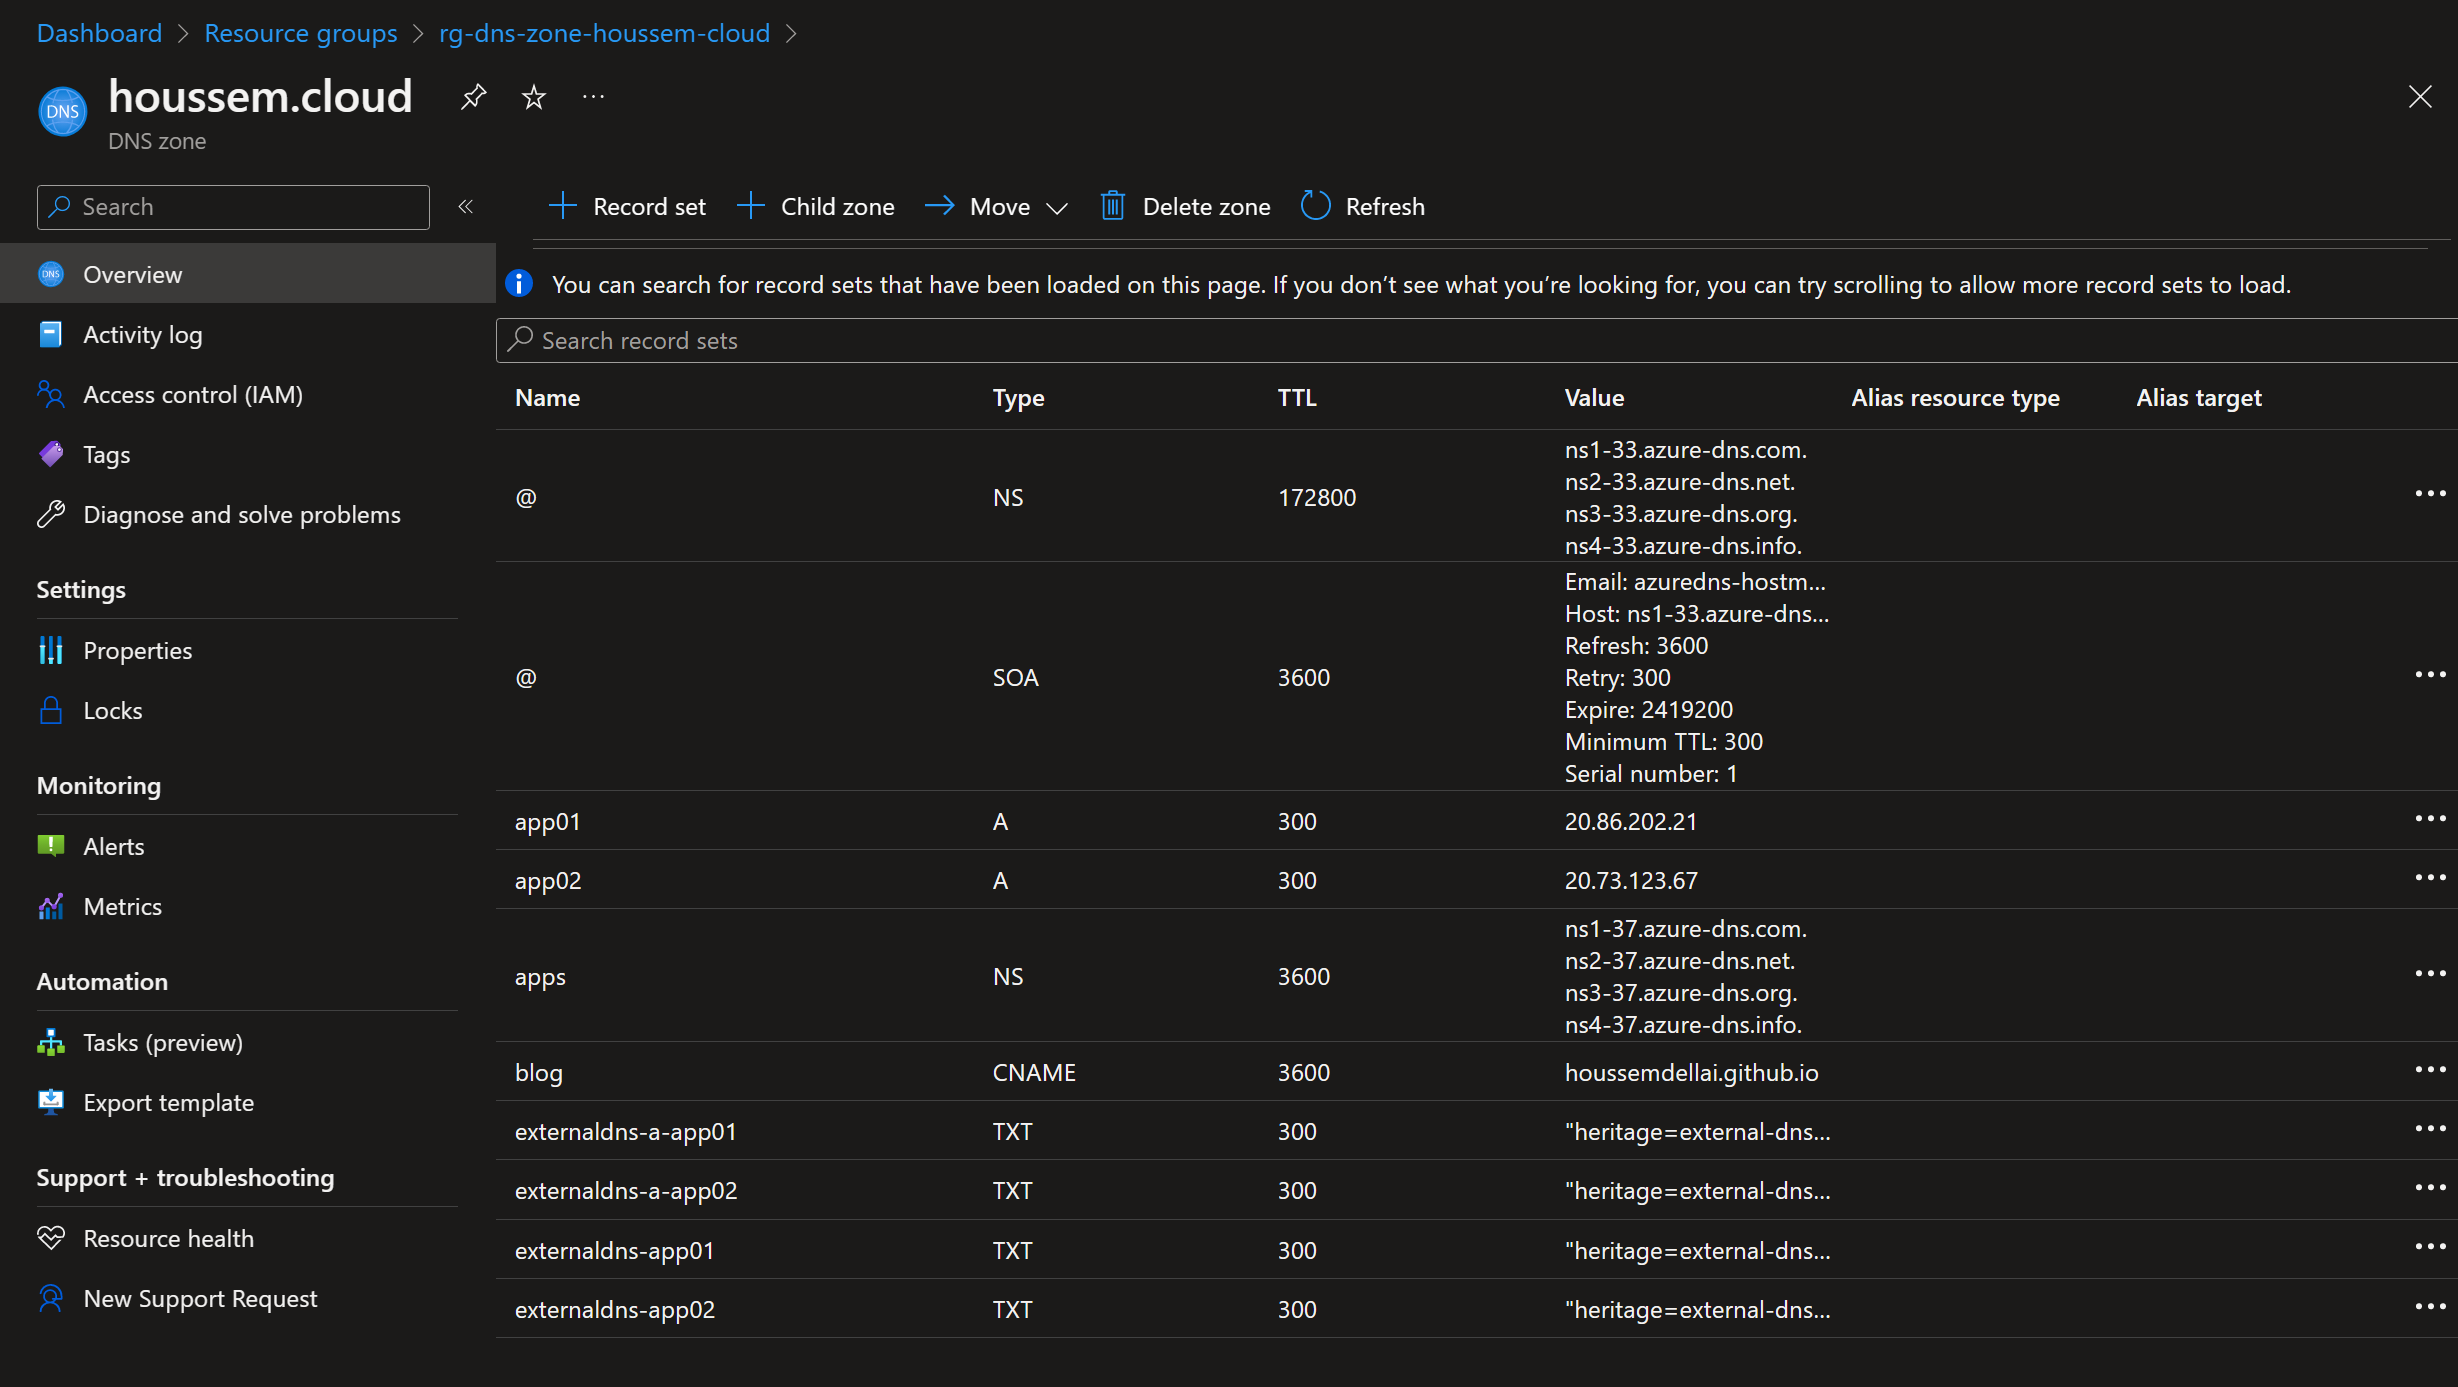 Dashboard > Resource groups > rg-dns-zone-houssem-cloud >
DNS
houssem.cloud
DNS zone
Search
Record set
Child zone
Move
Delete zone
Refresh
Overview
Activity log
Access control (IAM)
Tags
Diagnose and solve problems
Settings
Properties
Locks
Monitoring
Alerts
Metrics
Automation
Tasks (preview)
Export template
Support + troubleshooting
Resource health
New Support Request
You can search for record sets that have been loaded on this page. If you don’t see what you’re looking for, you can try scrolling to allow more record sets to load.
Search record sets
Name Type TTL Value Alias resource type Alias target
@ NS 172800 ns1-33.azure-dns.com.
ns2-33.azure-dns.net.
ns3-33.azure-dns.org.
ns4-33.azure-dns.info.
@ SOA 3600 Email: azuredns-hostm...
Host: ns1-33.azure-dns...
Refresh: 3600
Retry: 300
Expire: 2419200
Minimum TTL: 300
Serial number: 1
app01 A 300 20.86.202.21
app02 A 300 20.73.123.67
apps NS 3600 ns1-37.azure-dns.com.
ns2-37.azure-dns.net.
ns3-37.azure-dns.org.
ns4-37.azure-dns.info.
blog CNAME 3600 houssemdellai.github.io
externaldns-a-app01 TXT 300 "heritage=external-dns...
externaldns-a-app02 TXT 300 "heritage=external-dns...
externaldns-app01 TXT 300 "heritage=external-dns...
externaldns-app02 TXT 300 "heritage=external-dns...